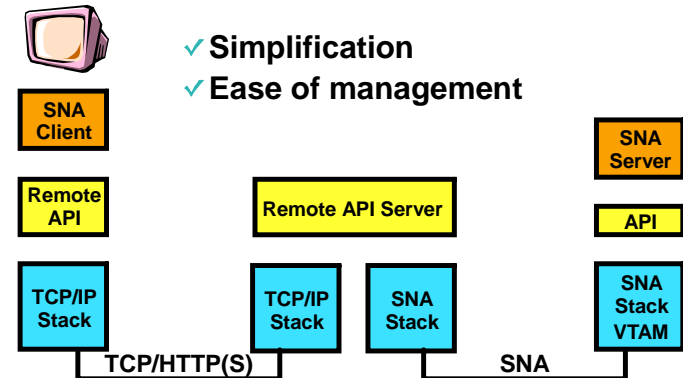 Simplification
Ease of management
SNA
Client
SNA
Server
Remote
API
Remote API Server
API
TCP/IP
Stack
TCP/IP
Stack
SNA
Stack
SNA
Stack
VTAM
TCP/HTTP(S)
SNA